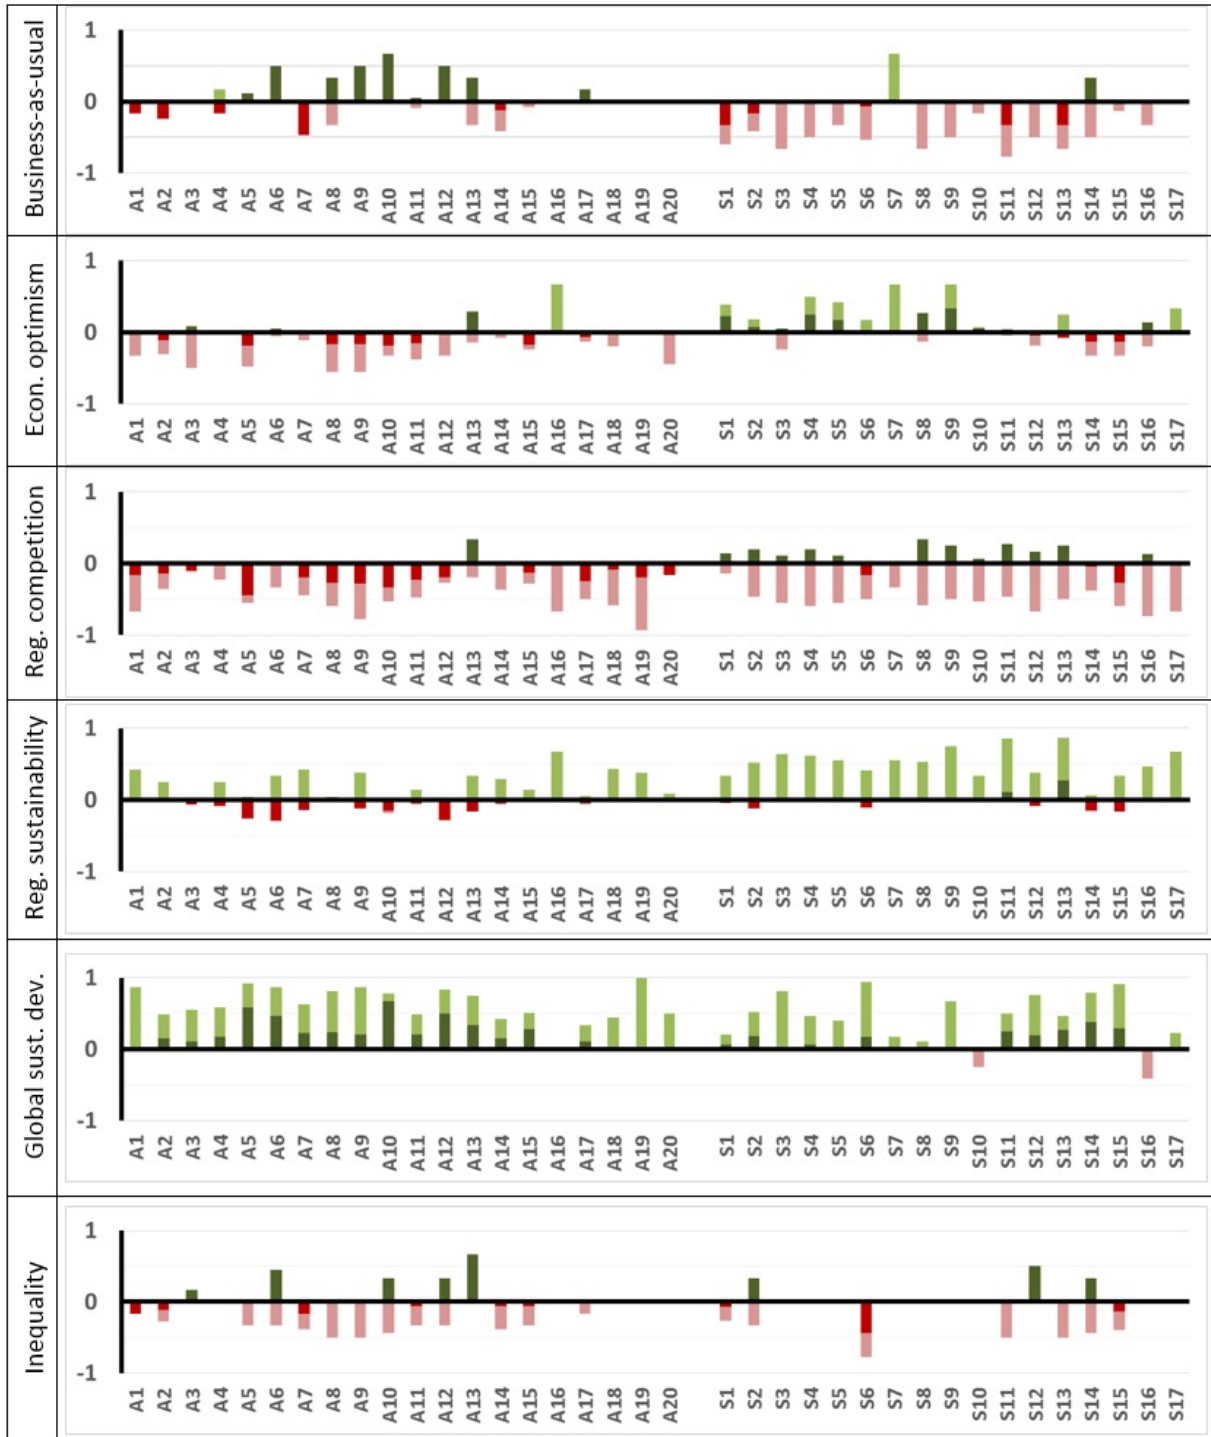 Business-as-usual
1
0
-1
A1 A2 A3 A4 A5 A6 A7 A8 A9 A10 A11 A12 A13 A14 A15 A16 A17 A18 A19 A20 S1 S2 S3 S4 S5 S6 S7 S8 S9 S10 S11 S12 S13 S14 S15 S16 S17
Econ. optimism
1
0
-1
A1 A2 A3 A4 A5 A6 A7 A8 A9 A10 A11 A12 A13 A14 A15 A16 A17 A18 A19 A20 S1 S2 S3 S4 S5 S6 S7 S8 S9 S10 S11 S12 S13 S14 S15 S16 S17
Reg. competition
1
0
-1
A1 A2 A3 A4 A5 A6 A7 A8 A9 A10 A11 A12 A13 A14 A15 A16 A17 A18 A19 A20 S1 S2 S3 S4 S5 S6 S7 S8 S9 S10 S11 S12 S13 S14 S15 S16 S17
Reg. sustainability
1
0
-1
A1 A2 A3 A4 A5 A6 A7 A8 A9 A10 A11 A12 A13 A14 A15 A16 A17 A18 A19 A20 S1 S2 S3 S4 S5 S6 S7 S8 S9 S10 S11 S12 S13 S14 S15 S16 S17
Global sust. dev.
1
0
-1
A1 A2 A3 A4 A5 A6 A7 A8 A9 A10 A11 A12 A13 A14 A15 A16 A17 A18 A19 A20 S1 S2 S3 S4 S5 S6 S7 S8 S9 S10 S11 S12 S13 S14 S15 S16 S17
Inequality
1
0
-1
A1 A2 A3 A4 A5 A6 A7 A8 A9 A10 A11 A12 A13 A14 A15 A16 A17 A18 A19 A20 S1 S2 S3 S4 S5 S6 S7 S8 S9 S10 S11 S12 S13 S14 S15 S16 S17